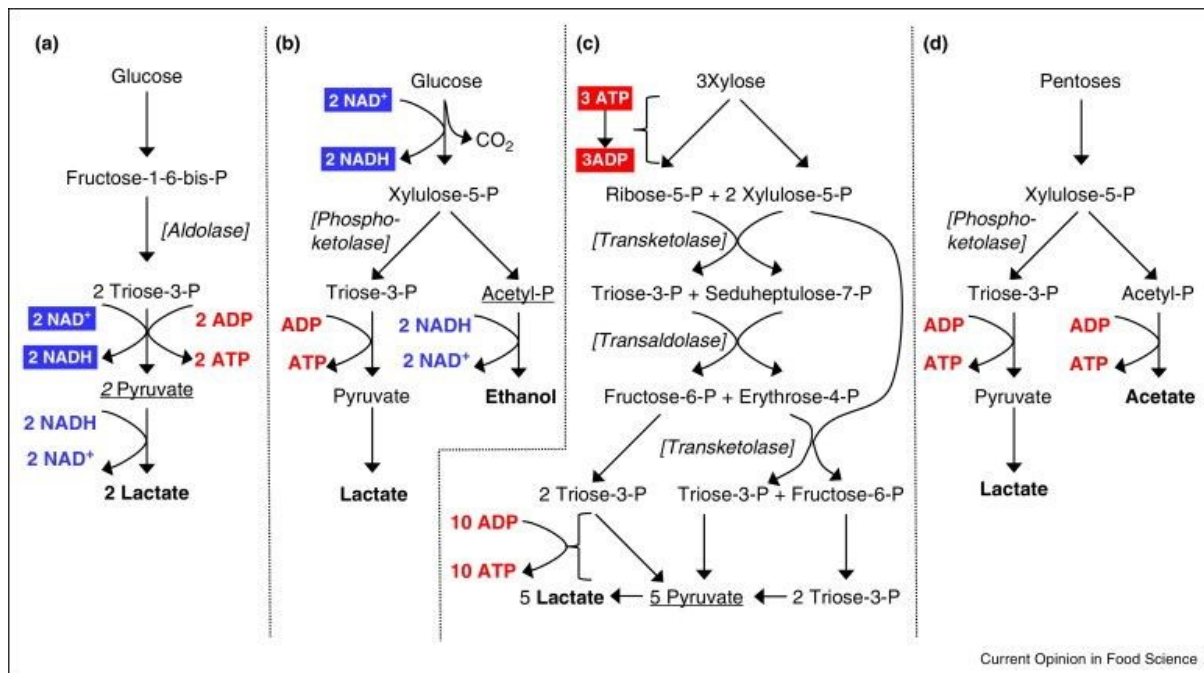 (a)
Glucose
Fructose-1-6-bis-P
[Aldolase]
2 Triose-3-P
2 NAD⁺
2 ADP
2 NADH
2 ATP
2 Pyruvate
2 NADH
2 NAD⁺
2 Lactate
(b)
Glucose
2 NAD⁺
CO₂
2 NADH
Xylulose-5-P
[Phospho-
ketolase]
Triose-3-P
Acetyl-P
ADP
2 NADH
ATP
2 NAD⁺
Pyruvate
Ethanol
Lactate
(c)
3Xylose
3 ATP
3ADP
Ribose-5-P + 2 Xylulose-5-P
[Transketolase]
Triose-3-P + Seduheptulose-7-P
[Transaldolase]
Fructose-6-P + Erythrose-4-P
[Transketolase]
2 Triose-3-P
Triose-3-P + Fructose-6-P
10 ADP
10 ATP
5 Lactate
5 Pyruvate
2 Triose-3-P
(d)
Pentoses
Xylulose-5-P
[Phospho-
ketolase]
Triose-3-P
Acetyl-P
ADP
ADP
ATP
ATP
Pyruvate
Acetate
Lactate
Current Opinion in Food Science